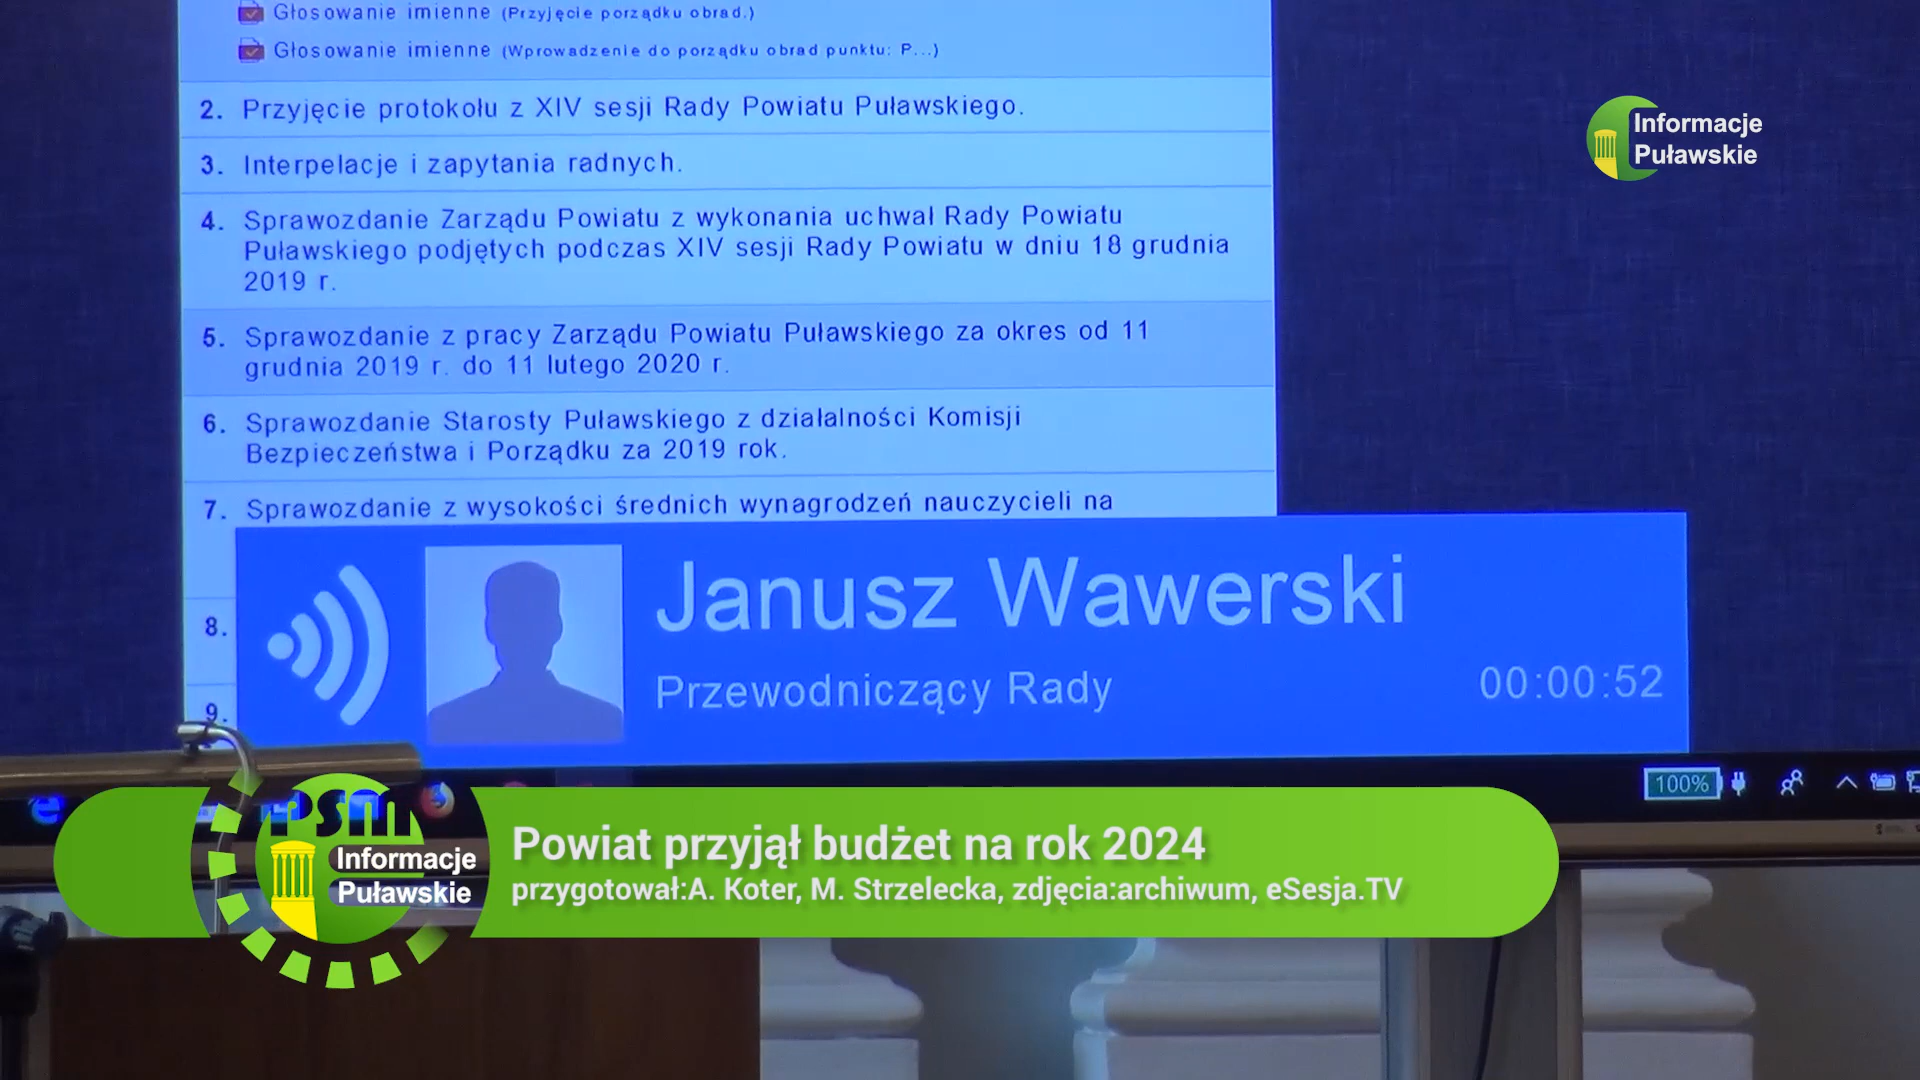 Głosowanie imienne (Przyjęcie porządku obrad.)
Głosowanie imienne (Wprowadzenie do porządku obrad punktu: P...)
2. Przyjęcie protokołu z XIV sesji Rady Powiatu Puławskiego.
3. Interpelacje i zapytania radnych.
4. Sprawozdanie Zarządu Powiatu z wykonania uchwał Rady Powiatu
Puławskiego podjętych podczas XIV sesji Rady Powiatu w dniu 18 grudnia
2019 r.
5. Sprawozdanie z pracy Zarządu Powiatu Puławskiego za okres od 11
grudnia 2019 r. do 11 lutego 2020 r.
6. Sprawozdanie Starosty Puławskiego z działalności Komisji
Bezpieczeństwa i Porządku za 2019 rok.
7. Sprawozdanie z wysokości średnich wynagrodzeń nauczycieli na
8.
9.
Janusz Wawerski
Przewodniczący Rady
00:00:52
Informacje
Puławskie
100%
PSM
Informacje
Puławskie
Powiat przyjął budżet na rok 2024
przygotował:A. Koter, M. Strzelecka, zdjęcia:archiwum, eSesja.TV